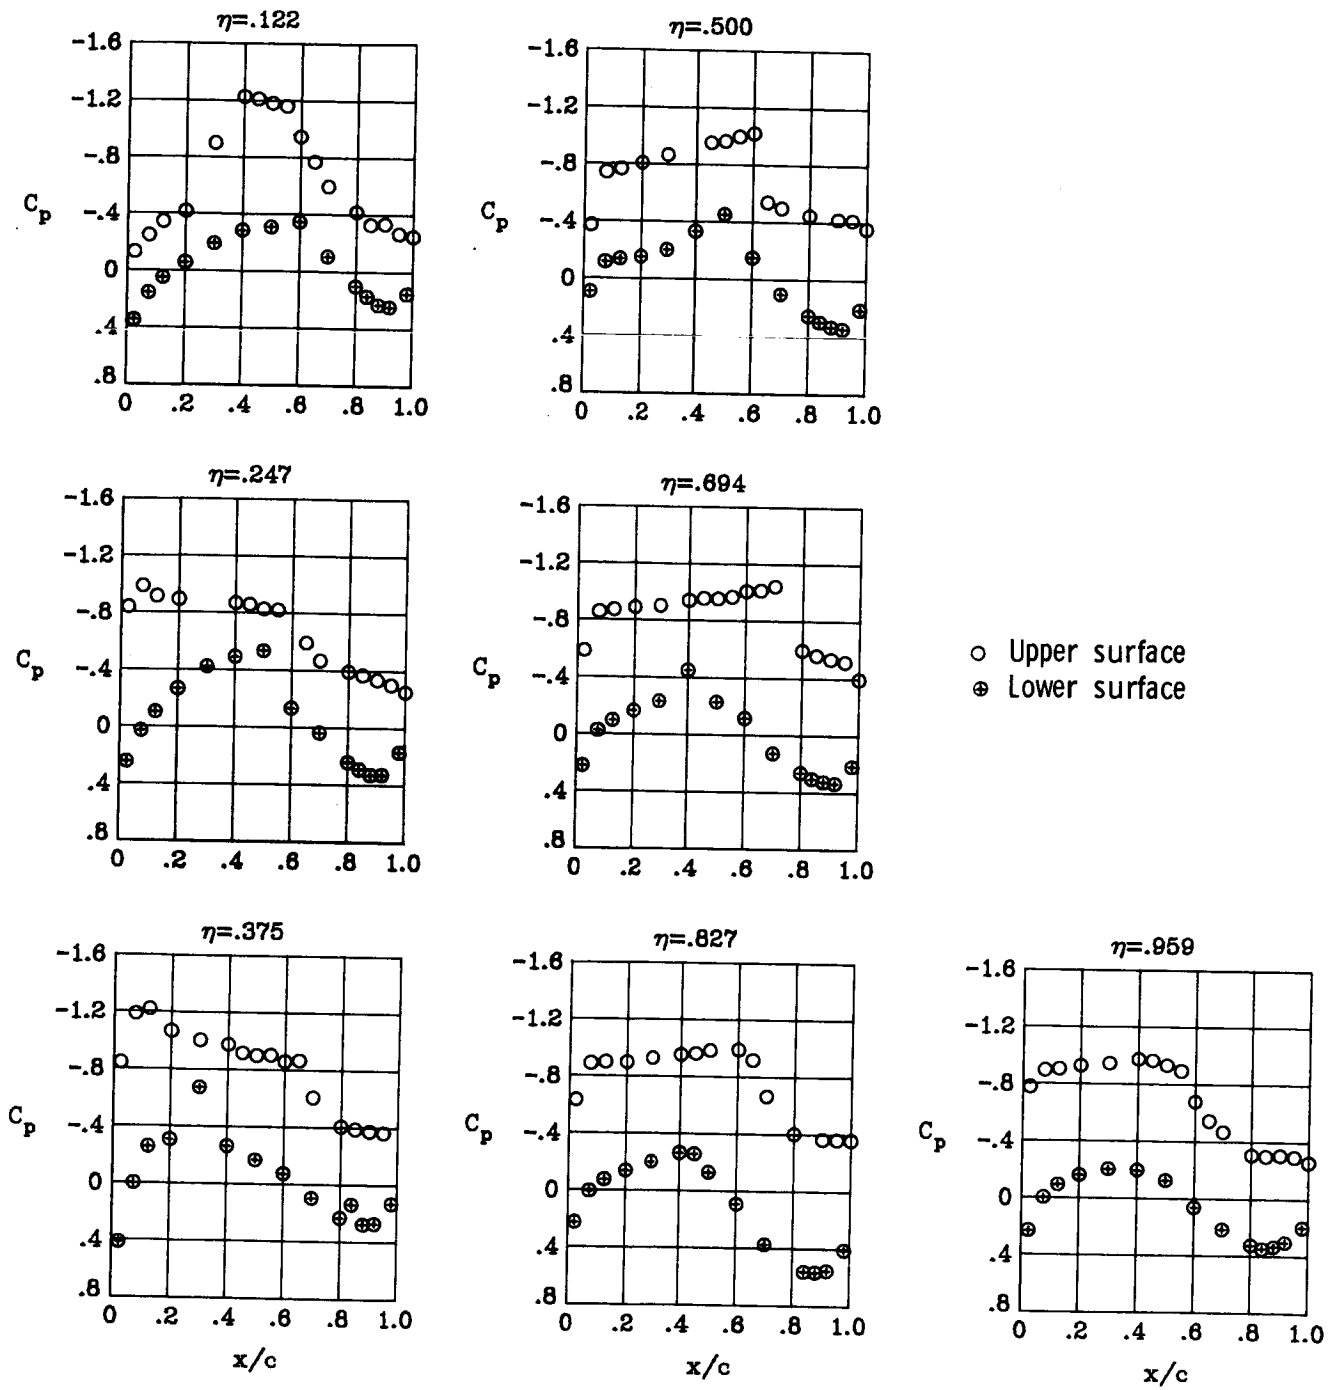 η=.122
-1.6
-1.2
-.8
-.4
0
.4
.8
C_p
0 .2 .4 .6 .8 1.0
η=.500
-1.6
-1.2
-.8
-.4
0
.4
.8
C_p
0 .2 .4 .6 .8 1.0
η=.247
-1.6
-1.2
-.8
-.4
0
.4
.8
C_p
0 .2 .4 .6 .8 1.0
η=.694
-1.6
-1.2
-.8
-.4
0
.4
.8
C_p
0 .2 .4 .6 .8 1.0
Upper surface
Lower surface
η=.375
-1.6
-1.2
-.8
-.4
0
.4
.8
C_p
0 .2 .4 .6 .8 1.0
x/c
η=.827
-1.6
-1.2
-.8
-.4
0
.4
.8
C_p
0 .2 .4 .6 .8 1.0
x/c
η=.959
-1.6
-1.2
-.8
-.4
0
.4
.8
C_p
0 .2 .4 .6 .8 1.0
x/c